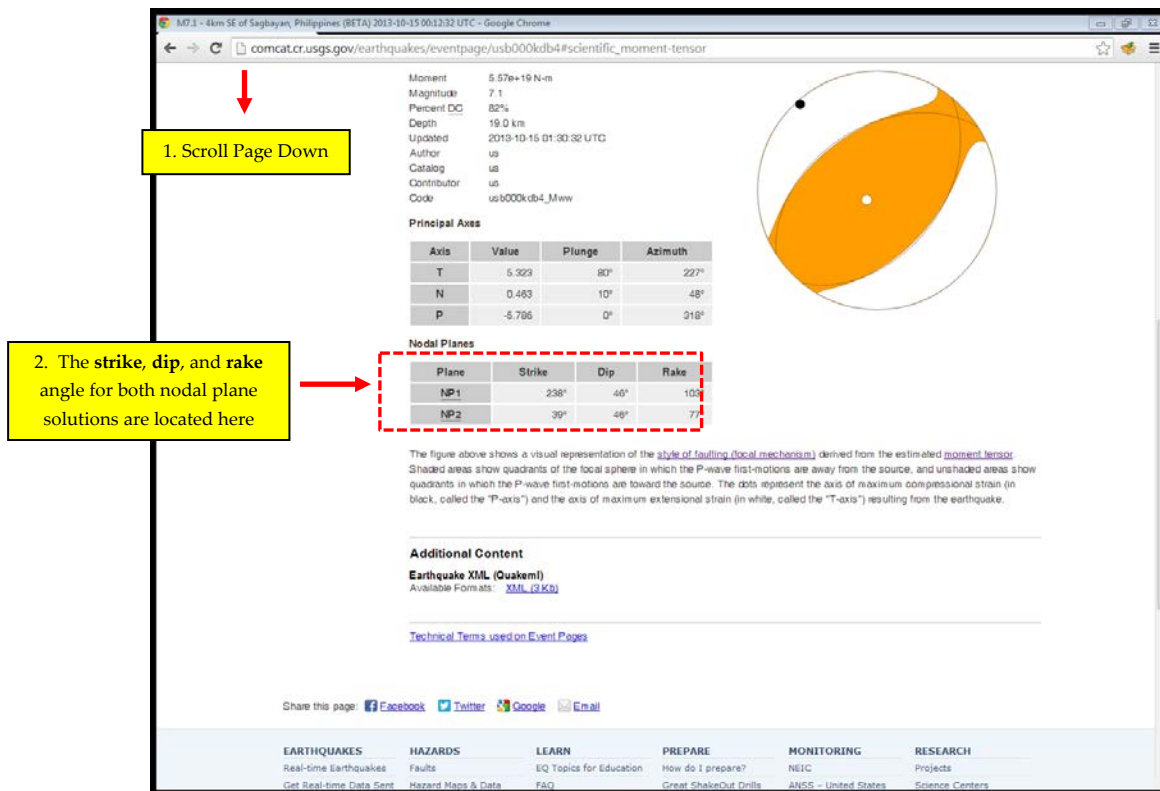 M7.1 - 4km SE of Sagbayan, Philippines (BETA) 2013-10-15 00:12:32 UTC - Google Chrome
comcat.cr.usgs.gov/earthquakes/eventpage/usb000kdb4#scientific_moment-tensor
Moment 5.57e+19 N-m
Magnitude 7.1
Percent DC 82%
Depth 19.0 km
Updated 2013-10-15 01:30:32 UTC
Author us
Catalog us
Contributor us
Code usb000kdb4_Mww
1. Scroll Page Down
Principal Axes
Axis Value Plunge Azimuth
T 5.323 80° 227°
N 0.463 10° 48°
P -5.786 0° 318°
2. The strike, dip, and rake
angle for both nodal plane
solutions are located here
Nodal Planes
Plane Strike Dip Rake
NP1 238° 46° 103°
NP2 39° 46° 77°
The figure above shows a visual representation of the style of faulting (focal mechanism) derived from the estimated moment tensor.
Shaded areas show quadrants of the focal sphere in which the P-wave first-motions are away from the source, and unshaded areas show
quadrants in which the P-wave first-motions are toward the source. The dots represent the axis of maximum compressional strain (in
black, called the "P-axis") and the axis of maximum extensional strain (in white, called the "T-axis") resulting from the earthquake.
Additional Content
Earthquake XML (Quakeml)
Available Formats: XML (3 Kb)
Technical Terms used on Event Pages
Share this page: Facebook Twitter Google Email
EARTHQUAKES HAZARDS LEARN PREPARE MONITORING RESEARCH
Real-time Earthquakes Faults EQ Topics for Education How do I prepare? NEIC Projects
Get Real-time Data Sent Hazard Maps & Data FAQ Great ShakeOut Drills ANSS - United States Science Centers